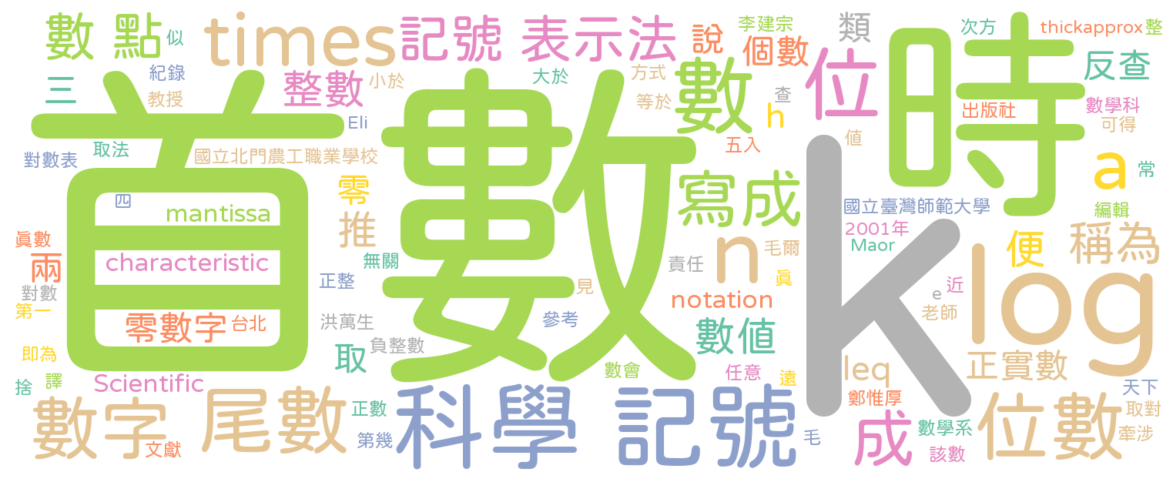 首數
時
k
log
科學 記號
times
記號 表示法
數 點
似
說
李建宗
個數
類
次方
thickapprox
整
反查
紀錄
教授
三
整數
小於
大於
方式
等於
數
查
h
位
出版社
數學科
可得
五入
值
Eli
對數表
取法
國立北門農工職業學校
四
零
寫成
a
常
mantissa
推
國立臺灣師範大學
編輯
2001年
Maor
便
稱為
眞數
兩
characteristic
無關
n
毛爾
責任
眞
正整
見
對數
第一
notation
e
近
老師
零數字
台北
洪萬生
參考
數值
即為
取
負整數
數會
任意
遠
leq
正實數
捨
譯
Scientific
鄭惟厚
天下
數字
尾數
正數
第幾
文獻
毛
成
數學系
該數
位數
取對
牽涉